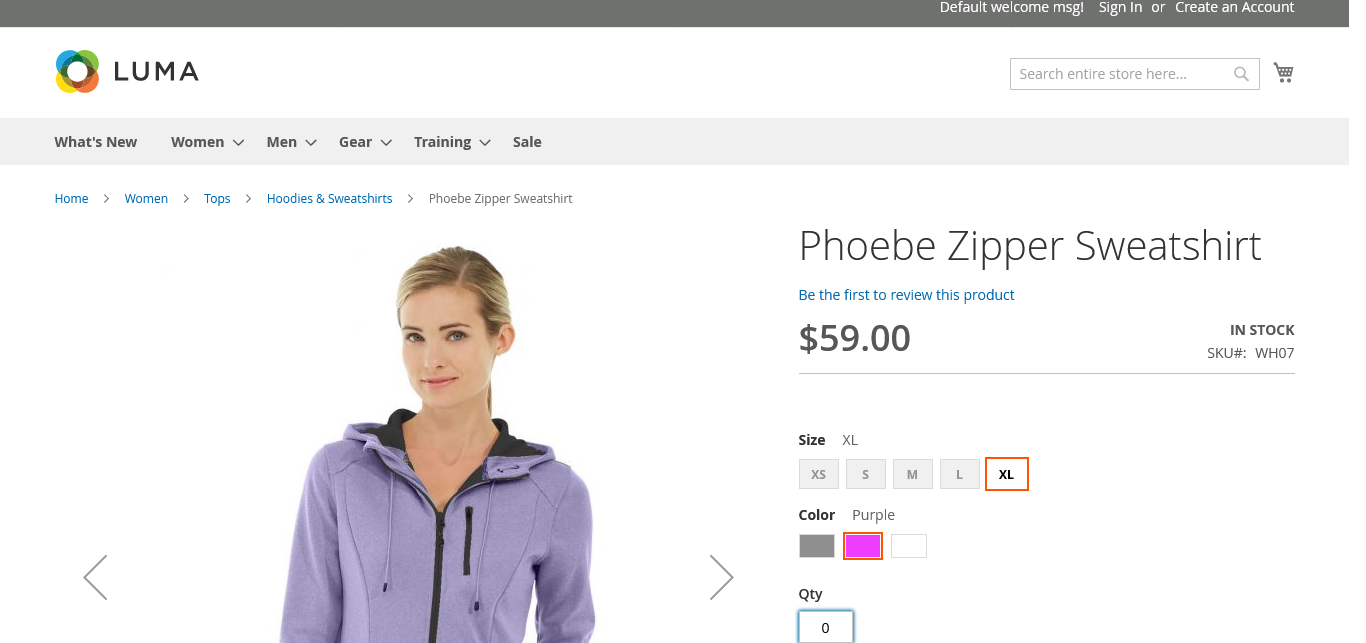 Default welcome msg! Sign In or Create an Account
LUMA
Search entire store here...
What's New Women Men Gear Training Sale
Home Women Tops Hoodies & Sweatshirts Phoebe Zipper Sweatshirt
Phoebe Zipper Sweatshirt
Be the first to review this product
$59.00
IN STOCK
SKU#: WH07
Size XL
XS S M L XL
Color Purple
Qty
0